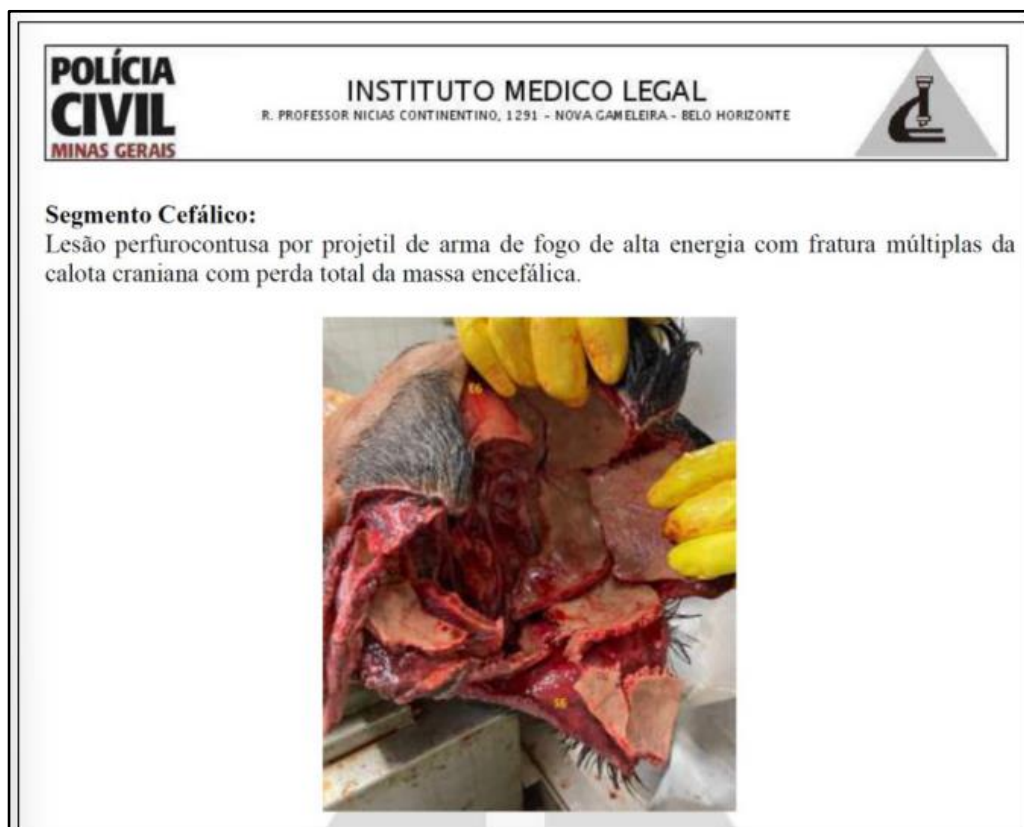 POLÍCIA
CIVIL
MINAS GERAIS
INSTITUTO MEDICO LEGAL
R. PROFESSOR NICIAS CONTINENTINO, 1291 - NOVA GAMELEIRA - BELO HORIZONTE
Segmento Cefálico:
Lesão perfurocontusa por projetil de arma de fogo de alta energia com fratura múltiplas da
calota craniana com perda total da massa encefálica.